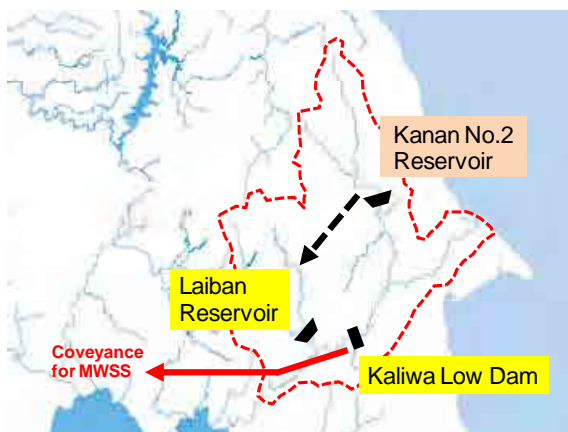 Kanan No.2
Reservoir
Laiban
Reservoir
Coveyance
for MWSS
Kaliwa Low Dam